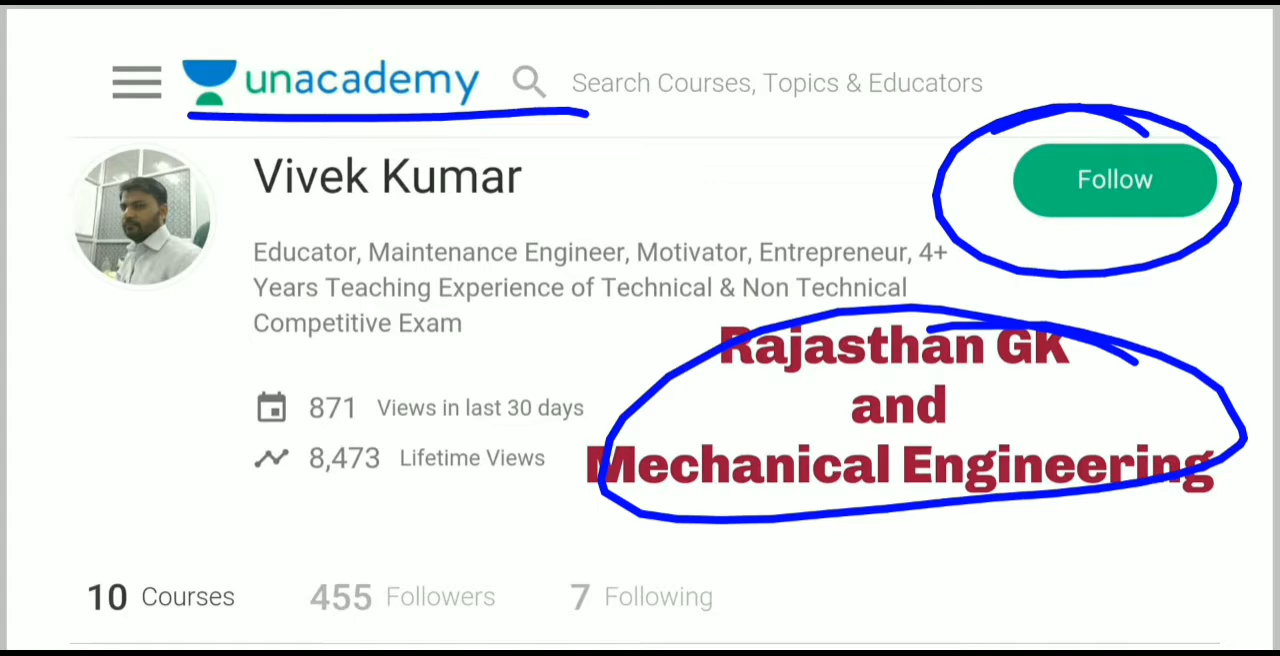 unacademy
Search Courses, Topics & Educators
Vivek Kumar
Follow
Educator, Maintenance Engineer, Motivator, Entrepreneur, 4+
Years Teaching Experience of Technical & Non Technical
Competitive Exam
Rajasthan GK
and
Mechanical Engineering
871 Views in last 30 days
8,473 Lifetime Views
10 Courses
455 Followers
7 Following